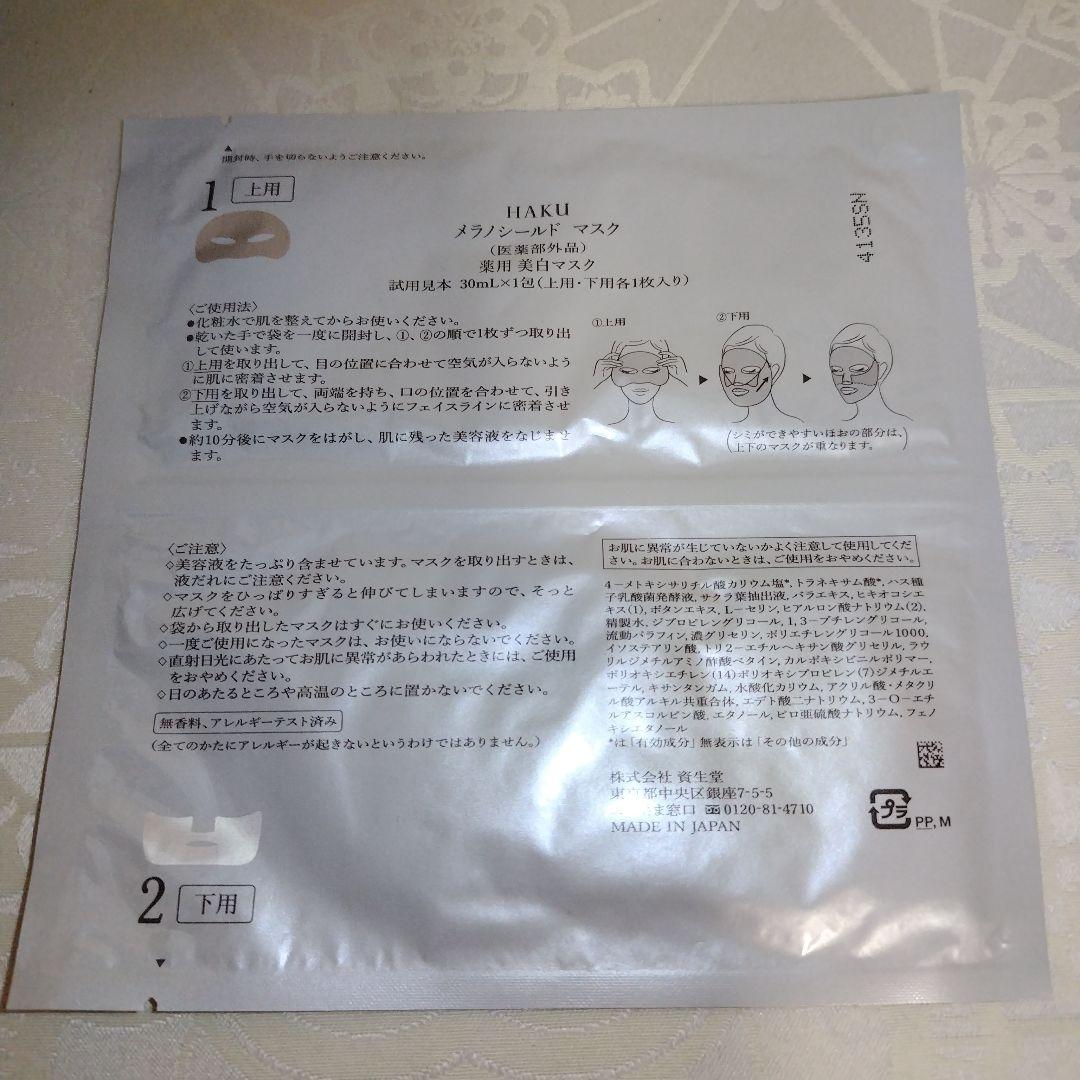 開封時、手を切らないようご注意ください。
1 上用
HAKU
メラノシールド マスク
(医薬部外品)
薬用 美白マスク
試用見本 30mL×1包(上用・下用各1枚入り)
4135SN
〈ご使用法〉
●化粧水で肌を整えてからお使いください。
●乾いた手で袋を一度に開封し、①、②の順で1枚ずつ取り出
して使います。
①上用を取り出して、目の位置に合わせて空気が入らないよう
に肌に密着させます。
②下用を取り出して、両端を持ち、口の位置を合わせて、引き
上げながら空気が入らないようにフェイスラインに密着させ
ます。
●約10分後にマスクをはがし、肌に残った美容液をなじませ
ます。
①上用
②下用
(シミができやすいほおの部分は、
上下のマスクが重なります。)
〈ご注意〉
◇美容液をたっぷり含ませています。マスクを取り出すときは、
液だれにご注意ください。
◇マスクをひっぱりすぎると伸びてしまいますので、そっと
広げてください。
◇袋から取り出したマスクはすぐにお使いください。
◇一度ご使用になったマスクは、お使いにならないでください。
◇直射日光にあたってお肌に異常があらわれたときには、ご使用
をおやめください。
◇日のあたるところや高温のところに置かないでください。
無香料、アレルギーテスト済み
(全てのかたにアレルギーが起きないというわけではありません。)
お肌に異常が生じていないかよく注意して使用してくだ
さい。お肌に合わないときは、ご使用をおやめください。
4－メトキシサリチル酸カリウム塩*, トラネキサム酸*, ハス種
子乳酸菌発酵液, サクラ葉抽出液, バラエキス, ヒキオコシエ
キス(1), ボタンエキス, L－セリン, ヒアルロン酸ナトリウム(2),
精製水, ジプロピレングリコール, 1,3－ブチレングリコール,
流動パラフィン, 濃グリセリン, ポリエチレングリコール1000,
イソステアリン酸, トリ2－エチルヘキサン酸グリセリル, ラウ
リルジメチルアミノ酢酸ベタイン, カルボキシビニルポリマー,
ポリオキシエチレン(14)ポリオキシプロピレン(7)ジメチルエ
ーテル, キサンタンガム, 水酸化カリウム, アクリル酸・メタクリ
ル酸アルキル共重合体, エデト酸二ナトリウム, 3－O－エチ
ルアスコルビン酸, エタノール, ピロ亜硫酸ナトリウム, フェノ
キシエタノール
*は「有効成分」無表示は「その他の成分」
株式会社 資生堂
東京都中央区銀座7-5-5
ま窓口 0120-81-4710
MADE IN JAPAN
プラ
PP, M
2 下用